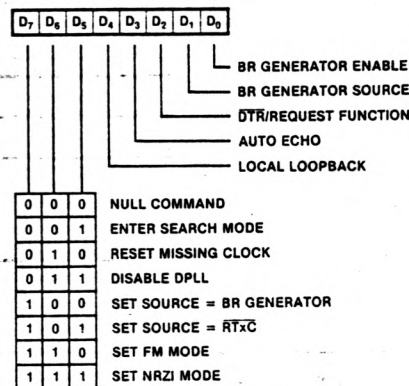 D7 D6 D5 D4 D3 D2 D1 D0
BR GENERATOR ENABLE
BR GENERATOR SOURCE
DTR/REQUEST FUNCTION
AUTO ECHO
LOCAL LOOPBACK
0 0 0 NULL COMMAND
0 0 1 ENTER SEARCH MODE
0 1 0 RESET MISSING CLOCK
0 1 1 DISABLE DPLL
1 0 0 SET SOURCE = BR GENERATOR
1 0 1 SET SOURCE = RTxC
1 1 0 SET FM MODE
1 1 1 SET NRZI MODE